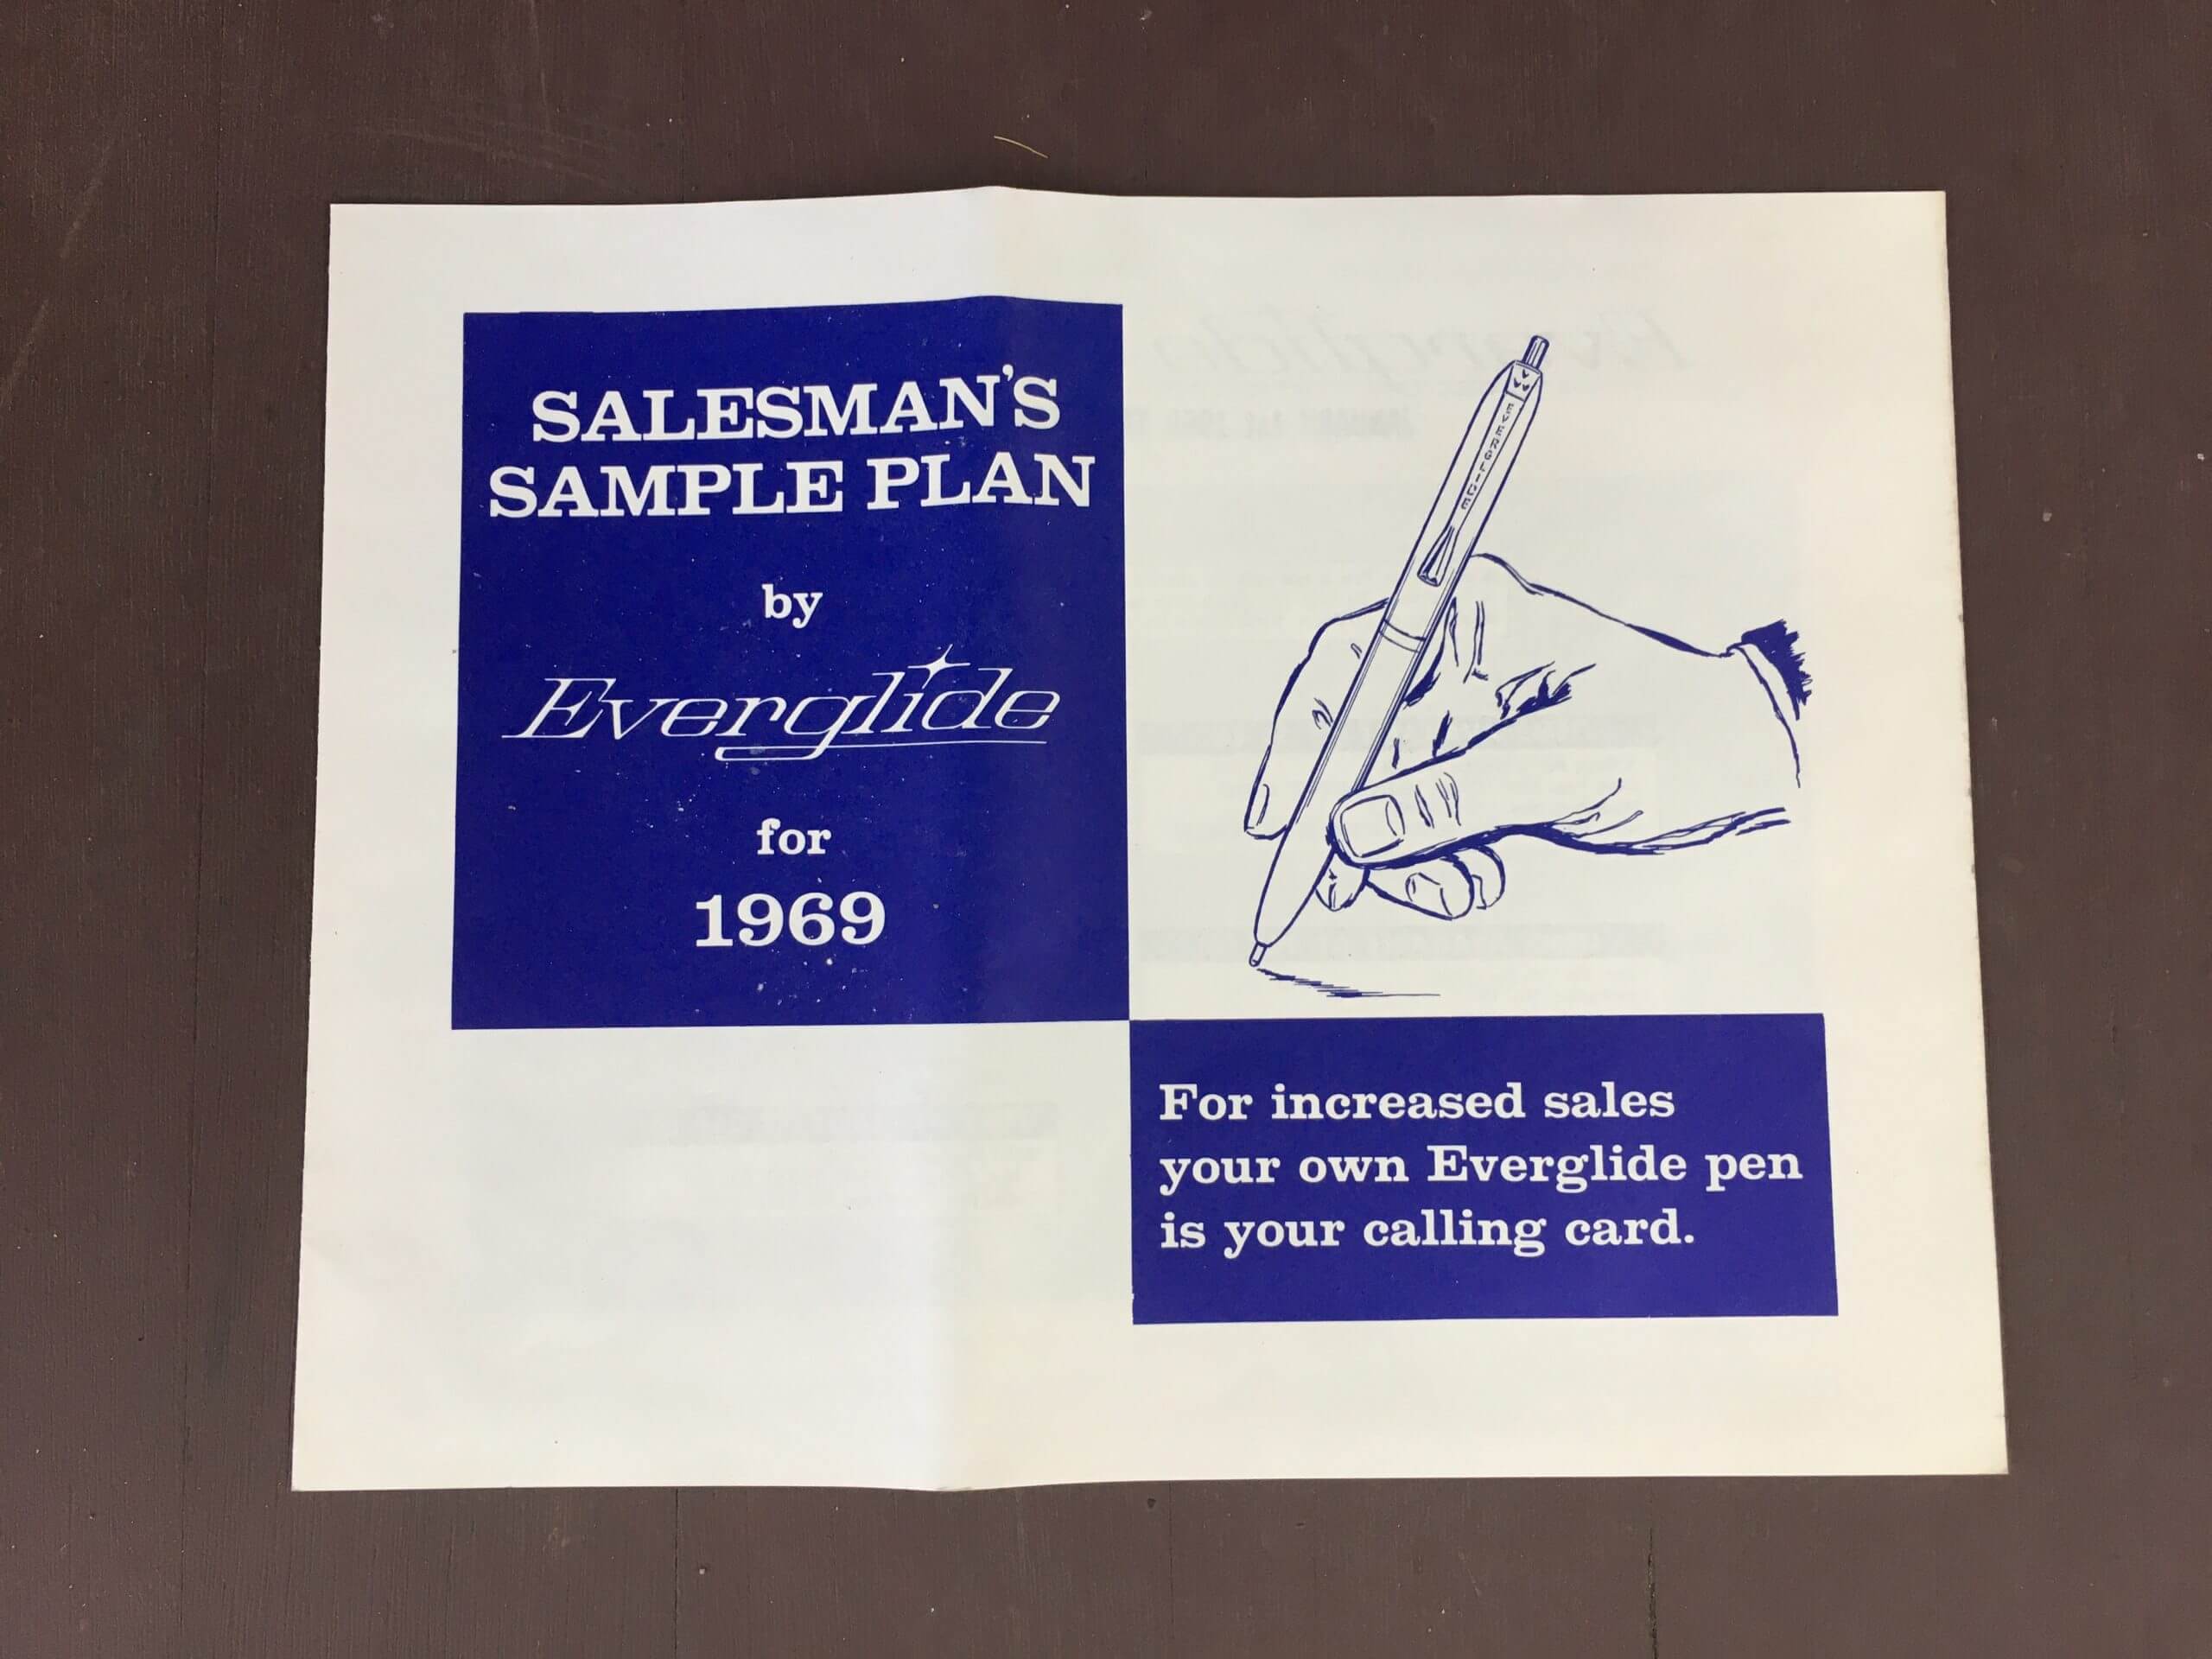 SALESMAN'S
SAMPLE PLAN
by
Everglide
for
1969
EVERGLIDE
For increased sales
your own Everglide pen
is your calling card.